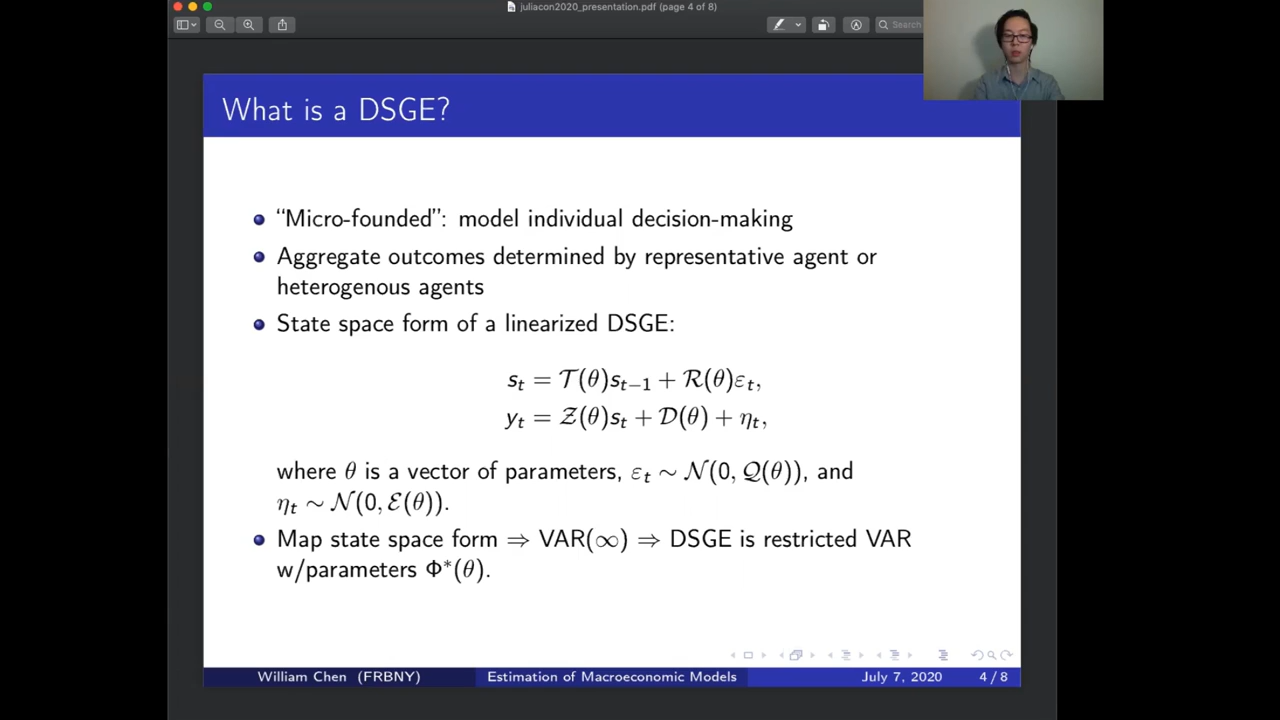 juliacon2020_presentation.pdf (page 4 of 8)
Search
What is a DSGE?
“Micro-founded”: model individual decision-making
Aggregate outcomes determined by representative agent or
heterogenous agents
State space form of a linearized DSGE:
s_t = 𝒯(θ)s_{t−1} + ℛ(θ)ε_t,
y_t = 𝒵(θ)s_t + 𝒟(θ) + η_t,
where θ is a vector of parameters, ε_t ∼ 𝒩(0, 𝒬(θ)), and
η_t ∼ 𝒩(0, ℰ(θ)).
Map state space form ⇒ VAR(∞) ⇒ DSGE is restricted VAR
w/parameters Φ*(θ).
William Chen (FRBNY) Estimation of Macroeconomic Models July 7, 2020 4 / 8